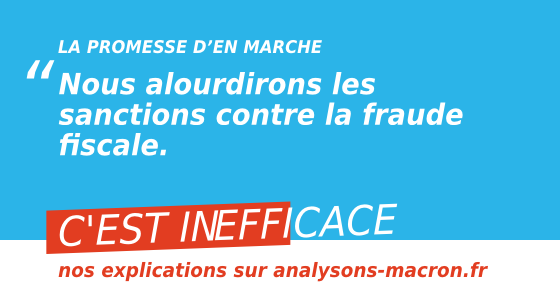 LA PROMESSE D’EN MARCHE
“ Nous alourdirons les
sanctions contre la fraude
fiscale.
C'EST INEFFICACE
nos explications sur analysons-macron.fr